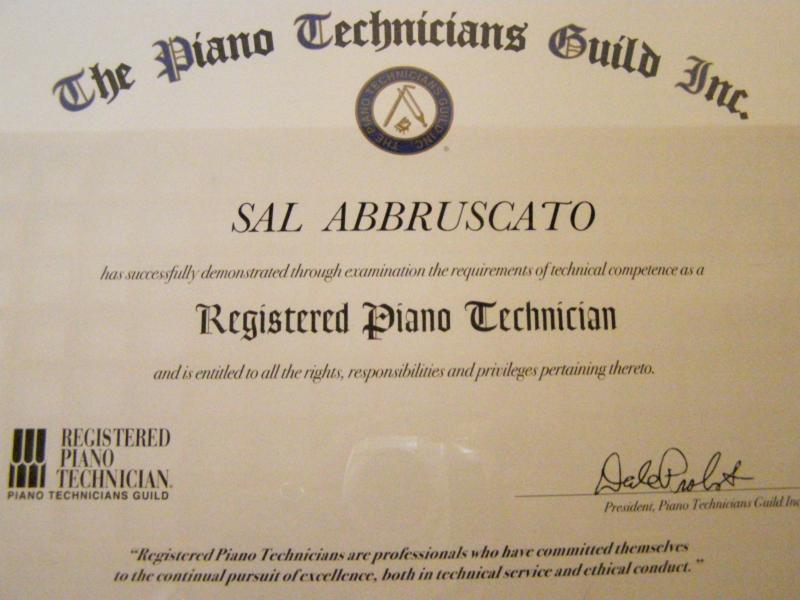 The Piano Technicians Guild Inc.
THE PIANO TECHNICIANS GUILD INC.
SAL ABBRUSCATO
has successfully demonstrated through examination the requirements of technical competence as a
Registered Piano Technician
and is entitled to all the rights, responsibilities and privileges pertaining thereto.
REGISTERED
PIANO
TECHNICIAN®
PIANO TECHNICIANS GUILD
Dale Probst
President, Piano Technicians Guild Inc
"Registered Piano Technicians are professionals who have committed themselves
to the continual pursuit of excellence, both in technical service and ethical conduct."